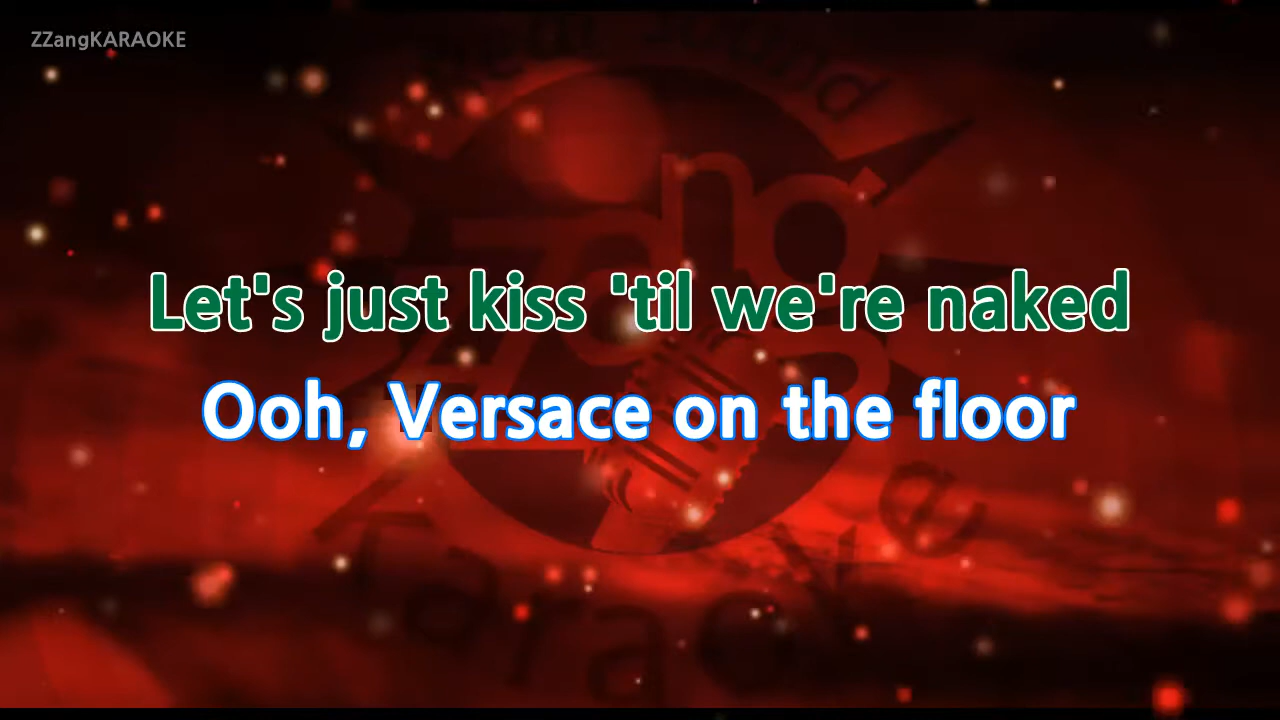 ZZangKARAOKE
Let's just kiss 'til we're naked
Ooh, Versace on the floor